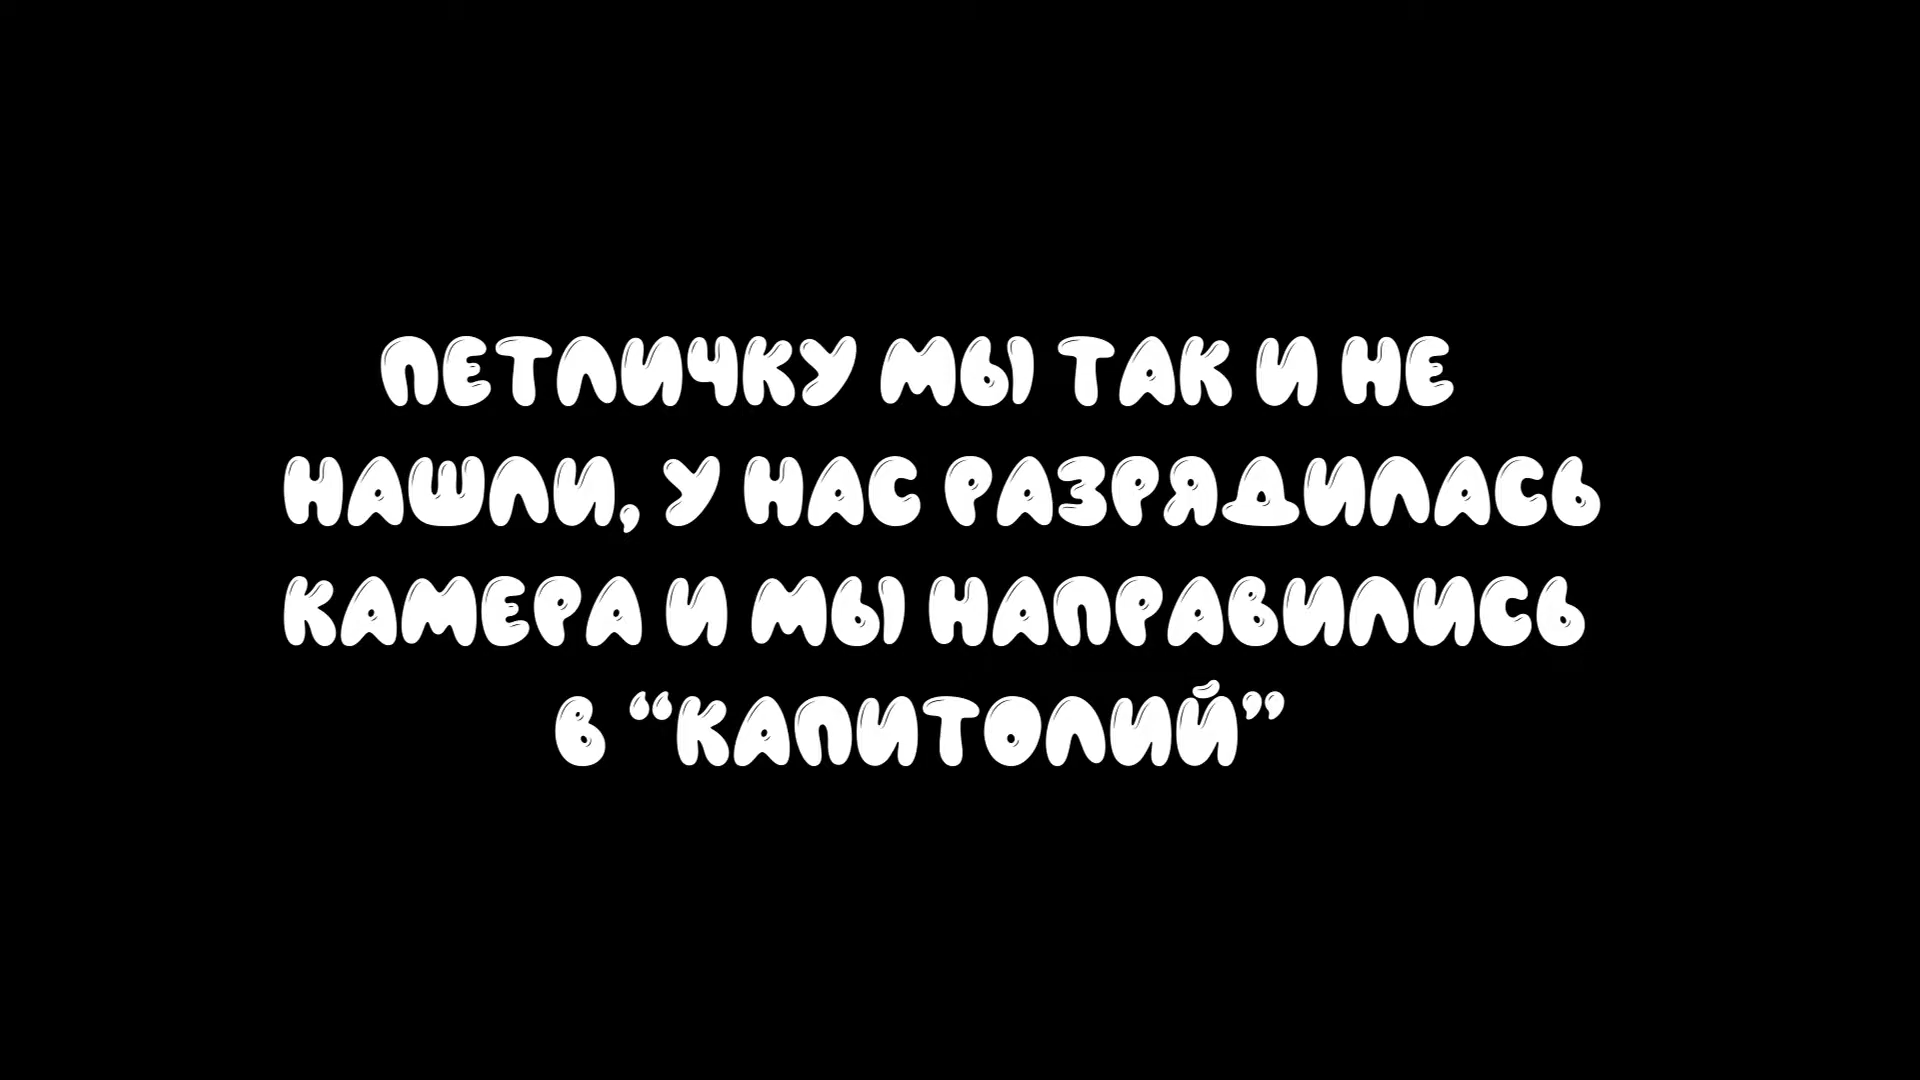 ПЕТЛИЧКУ МЫ ТАК И НЕ
НАШЛИ, У НАС РАЗРЯДИЛАСЬ
КАМЕРА И МЫ НАПРАВИЛИСЬ
В “КАПИТОЛИЙ”